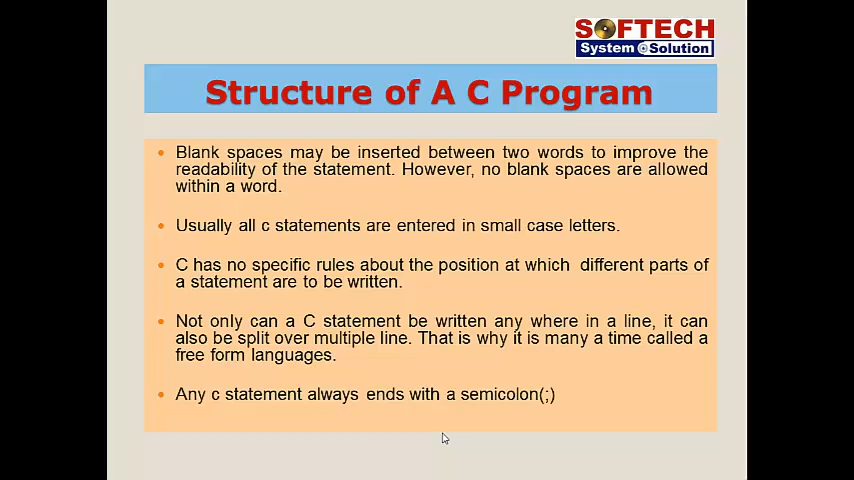 SOFTECH
System Solution
Structure of A C Program
• Blank spaces may be inserted between two words to improve the
readability of the statement. However, no blank spaces are allowed
within a word.
• Usually all c statements are entered in small case letters.
• C has no specific rules about the position at which different parts of
a statement are to be written.
• Not only can a C statement be written any where in a line, it can
also be split over multiple line. That is why it is many a time called a
free form languages.
• Any c statement always ends with a semicolon(;)